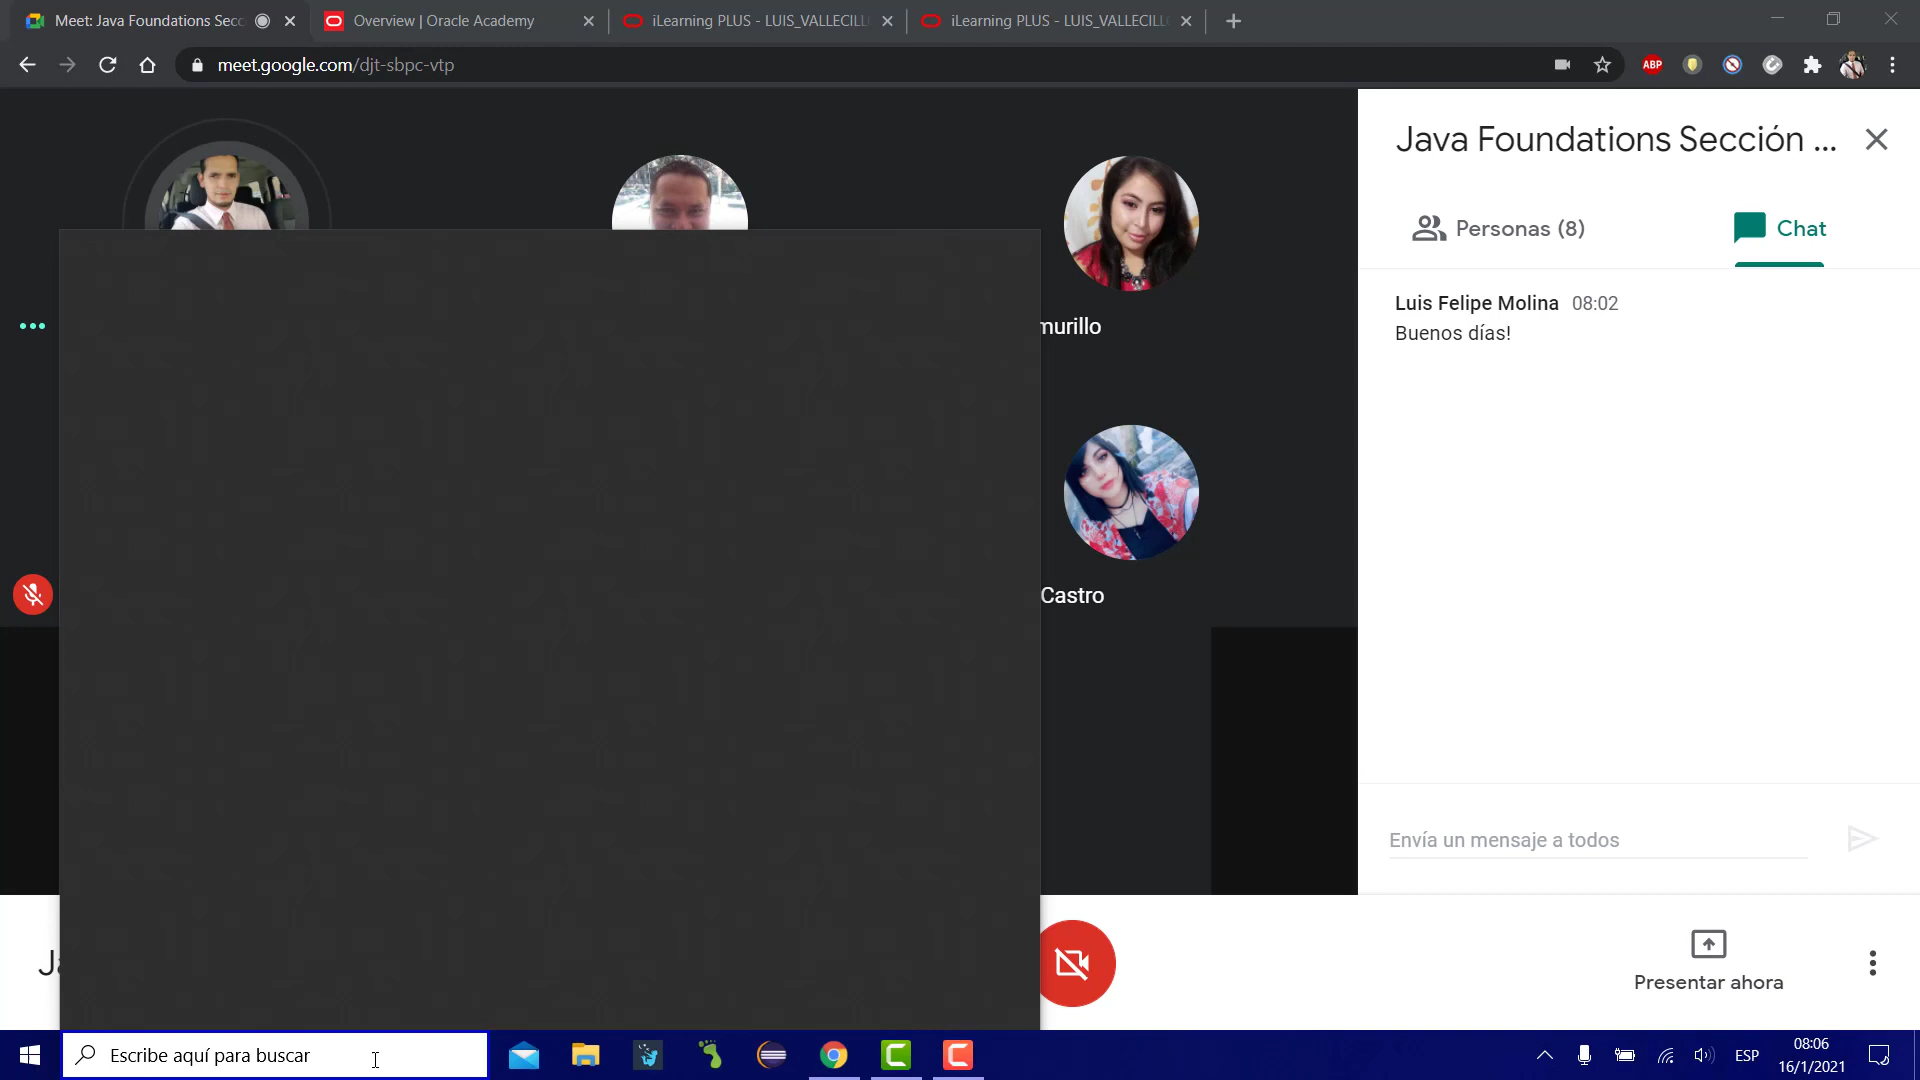 Meet: Java Foundations Secc
Overview | Oracle Academy
iLearning PLUS - LUIS_VALLECILL
iLearning PLUS - LUIS_VALLECILL
meet.google.com/djt-sbpc-vtp
ABP
Java Foundations Sección ...
Personas (8)
Chat
Luis Felipe Molina 08:02
Buenos días!
murillo
Castro
Envía un mensaje a todos
Ja
Presentar ahora
Escribe aquí para buscar
ESP
08:06
16/1/2021